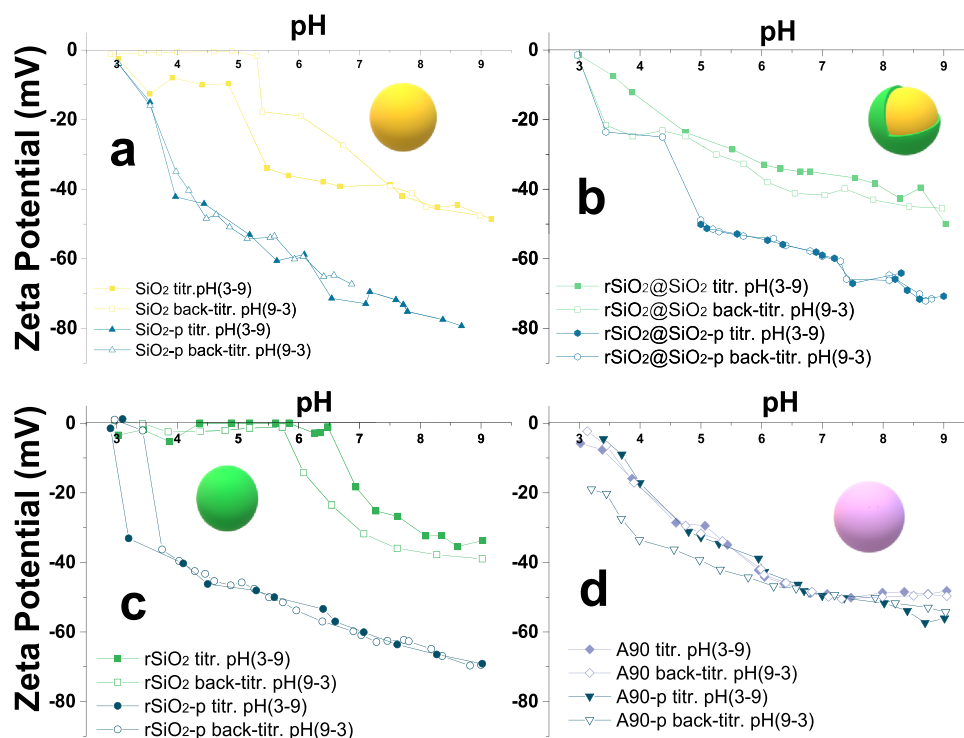 pH
pH
0
3
4
5
6
7
8
9
-20
-40
-60
-80
Zeta Potential (mV)
a
SiO₂ titr.pH(3-9)
SiO₂ back-titr. pH(9-3)
SiO₂-p titr. pH(3-9)
SiO₂-p back-titr. pH(9-3)
0
3
4
5
6
7
8
9
-20
-40
-60
-80
b
rSiO₂@SiO₂ titr. pH(3-9)
rSiO₂@SiO₂ back-titr. pH(9-3)
rSiO₂@SiO₂-p titr. pH(3-9)
rSiO₂@SiO₂-p back-titr. pH(9-3)
pH
pH
0
3
4
5
6
7
8
9
-20
-40
-60
-80
Zeta Potential (mV)
c
rSiO₂ titr. pH(3-9)
rSiO₂ back-titr. pH(9-3)
rSiO₂-p titr. pH(3-9)
rSiO₂-p back-titr. pH(9-3)
0
3
4
5
6
7
8
9
-20
-40
-60
-80
d
A90 titr. pH(3-9)
A90 back-titr. pH(9-3)
A90-p titr. pH(3-9)
A90-p back-titr. pH(9-3)